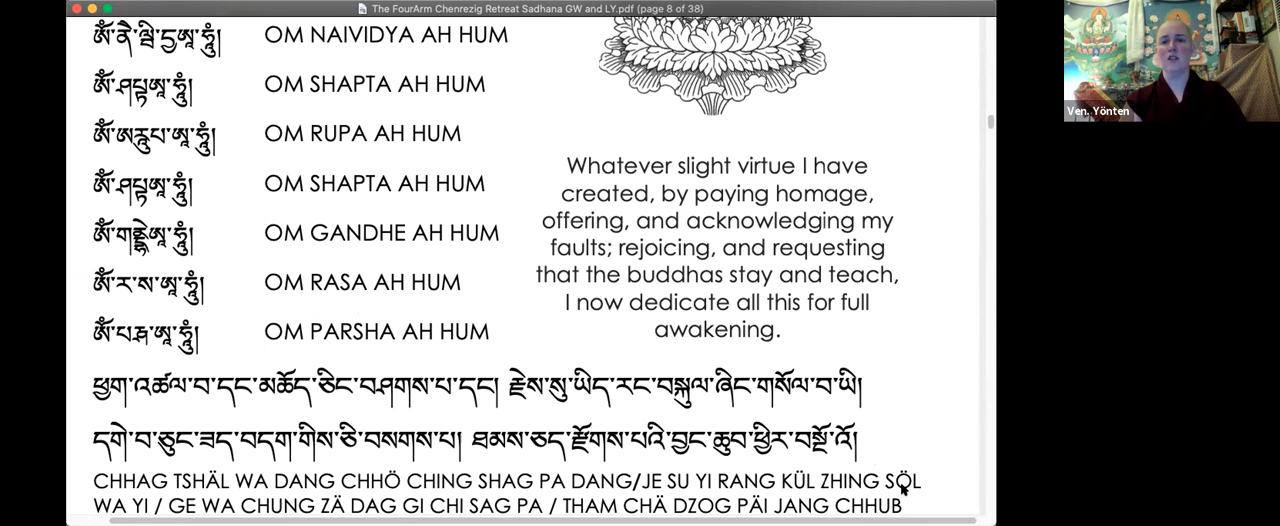 The FourArm Chenrezig Retreat Sadhana GW and LY.pdf (page 8 of 38)
Ven. Yönten
ཨོཾ་ནེ་ཝི་དྱ་ཨཱ་ཧཱུྃ། OM NAIVIDYA AH HUM
ཨོཾ་ཤཔྟ་ཨཱ་ཧཱུྃ། OM SHAPTA AH HUM
ཨོཾ་ཨརཱུཔ་ཨཱ་ཧཱུྃ། OM RUPA AH HUM
ཨོཾ་ཤཔྟ་ཨཱ་ཧཱུྃ། OM SHAPTA AH HUM
ཨོཾ་གནྡྷེ་ཨཱ་ཧཱུྃ། OM GANDHE AH HUM
ཨོཾ་ར་ས་ཨཱ་ཧཱུྃ། OM RASA AH HUM
ཨོཾ་པརྴ་ཨཱ་ཧཱུྃ། OM PARSHA AH HUM
Whatever slight virtue I have
created, by paying homage,
offering, and acknowledging my
faults; rejoicing, and requesting
that the buddhas stay and teach,
I now dedicate all this for full
awakening.
ཕྱག་འཚལ་བ་དང་མཆོད་ཅིང་བཤགས་པ་དང། རྗེས་སུ་ཡི་རང་བསྐུལ་ཞིང་གསོལ་བ་ཡི།
དགེ་བ་ཅུང་ཟད་བདག་གིས་ཅི་བསགས་པ། ཐམས་ཅད་རྫོགས་པའི་བྱང་ཆུབ་ཕྱིར་བསྔོ་འོ།
CHHAG TSHÄL WA DANG CHHÖ CHING SHAG PA DANG/JE SU YI RANG KÜL ZHING SÖL
WA YI / GE WA CHUNG ZÄ DAG GI CHI SAG PA / THAM CHÄ DZOG PÄI JANG CHHUB